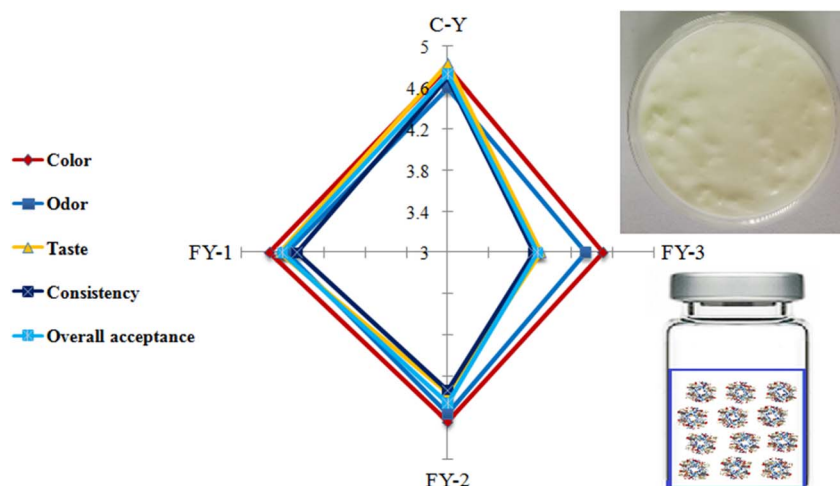 C-Y
5
4.6
4.2
3.8
3.4
3
FY-1
FY-3
FY-2
Color
Odor
Taste
Consistency
Overall acceptance